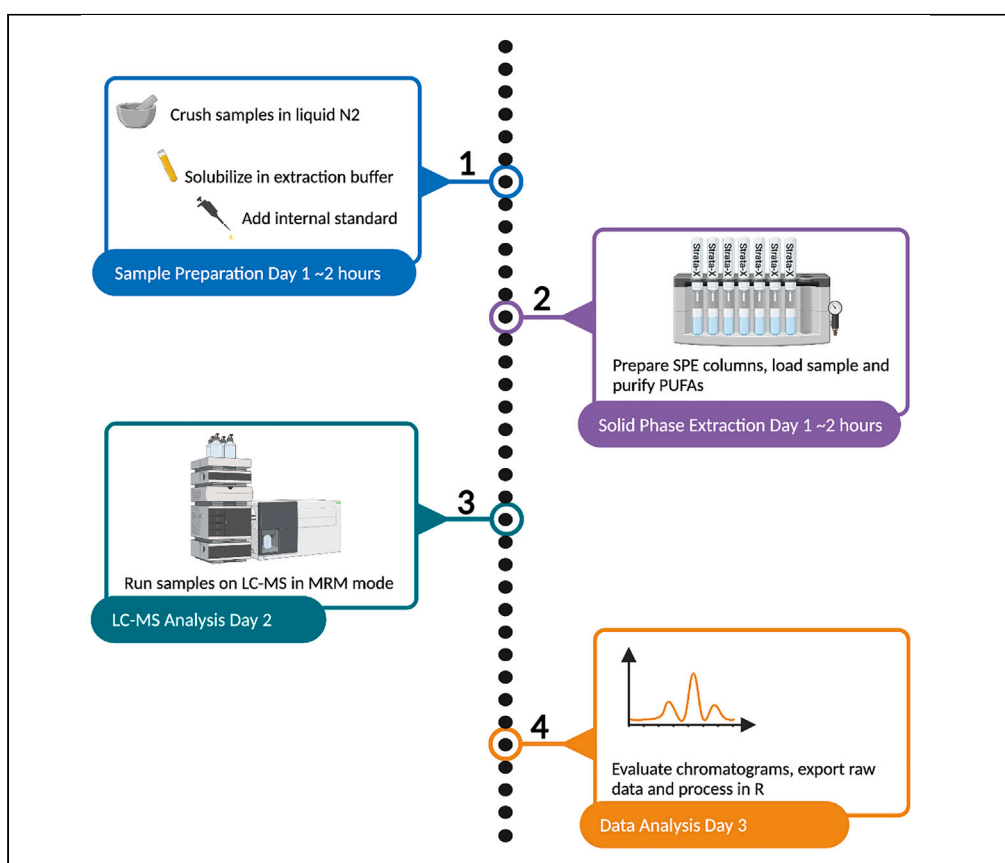 Crush samples in liquid N2
Solubilize in extraction buffer
Add internal standard
Sample Preparation Day 1 ~2 hours
1
2
Strata-X Strata-X Strata-X Strata-X Strata-X Strata-X Strata-X
Prepare SPE columns, load sample and
purify PUFAs
Solid Phase Extraction Day 1 ~2 hours
3
Run samples on LC-MS in MRM mode
LC-MS Analysis Day 2
4
Evaluate chromatograms, export raw
data and process in R
Data Analysis Day 3